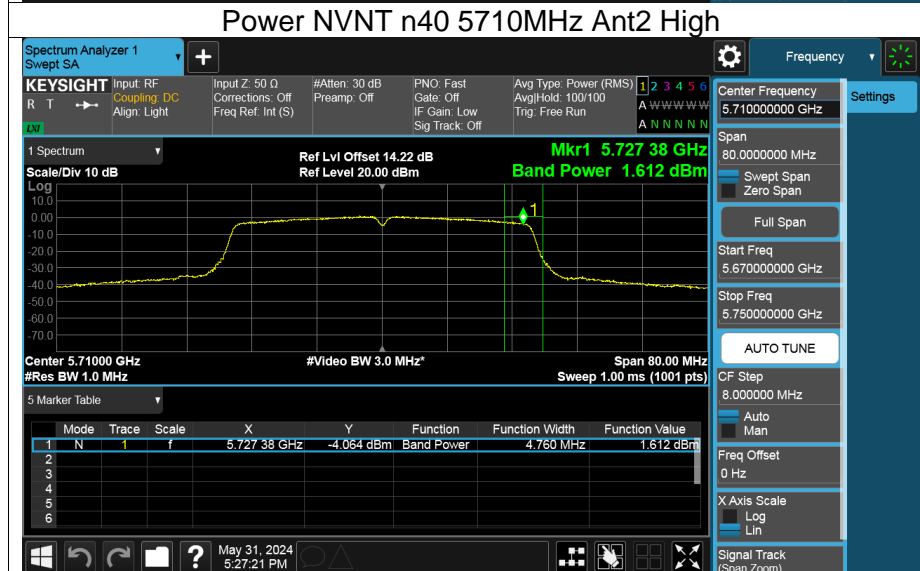 Power NVNT n40 5710MHz Ant2 High
Spectrum Analyzer 1
Swept SA
+
Frequency
KEYSIGHT
R T
LXI
Input: RF
Coupling: DC
Align: Light
Input Z: 50 Ω
Corrections: Off
Freq Ref: Int (S)
#Atten: 30 dB
Preamp: Off
PNO: Fast
Gate: Off
IF Gain: Low
Sig Track: Off
Avg Type: Power (RMS)
Avg|Hold: 100/100
Trig: Free Run
1 2 3 4 5 6
A W W W W W
A N N N N N
Center Frequency
5.710000000 GHz
Settings
Span
80.0000000 MHz
Swept Span
Zero Span
Full Span
Start Freq
5.670000000 GHz
Stop Freq
5.750000000 GHz
AUTO TUNE
CF Step
8.000000 MHz
Auto
Man
Freq Offset
0 Hz
X Axis Scale
Log
Lin
Signal Track
(Span Zoom)
1 Spectrum
Scale/Div 10 dB
Ref Lvl Offset 14.22 dB
Ref Level 20.00 dBm
Mkr1 5.727 38 GHz
Band Power 1.612 dBm
Log
10.0
0.00
-10.0
-20.0
-30.0
-40.0
-50.0
-60.0
-70.0
1
Center 5.71000 GHz
#Video BW 3.0 MHz*
Span 80.00 MHz
#Res BW 1.0 MHz
Sweep 1.00 ms (1001 pts)
5 Marker Table
Mode Trace Scale X Y Function Function Width Function Value
1 N 1 f 5.727 38 GHz -4.064 dBm Band Power 4.760 MHz 1.612 dBm
2
3
4
5
6
?
May 31, 2024
5:27:21 PM